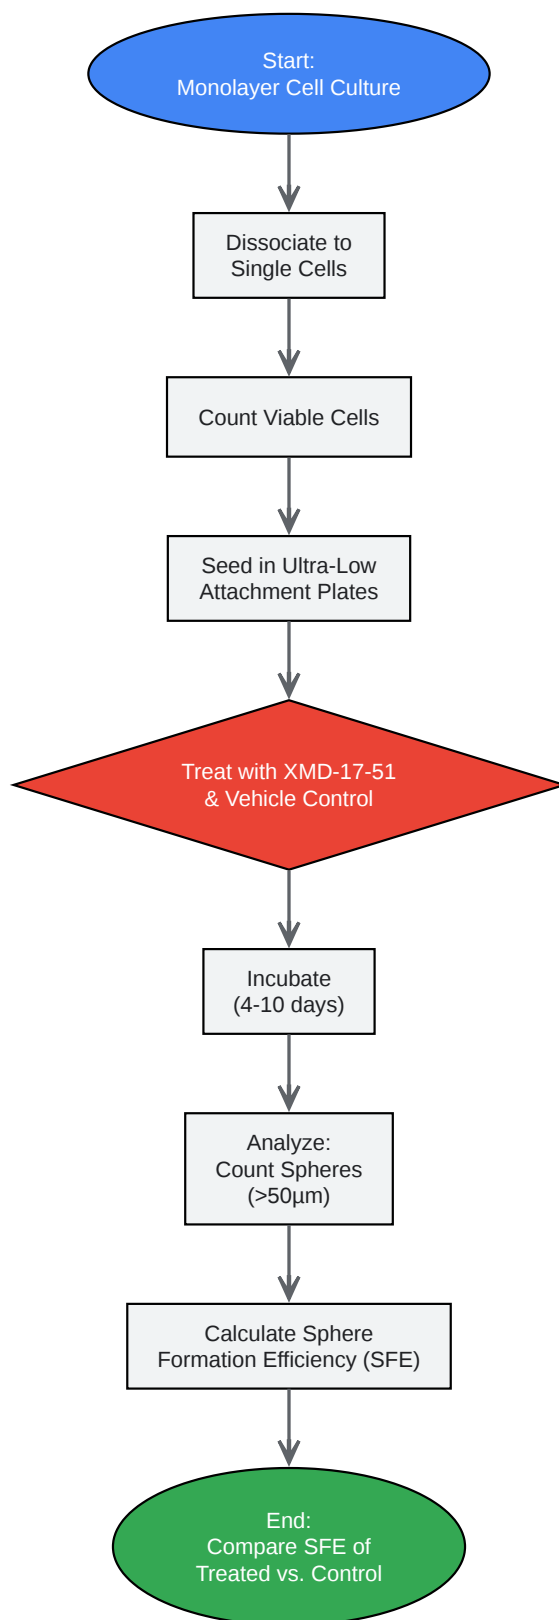 Start:
Monolayer Cell Culture
Dissociate to
Single Cells
Count Viable Cells
Seed in Ultra-Low
Attachment Plates
Treat with XMD-17-51
& Vehicle Control
Incubate
(4-10 days)
Analyze:
Count Spheres
(>50µm)
Calculate Sphere
Formation Efficiency (SFE)
End:
Compare SFE of
Treated vs. Control